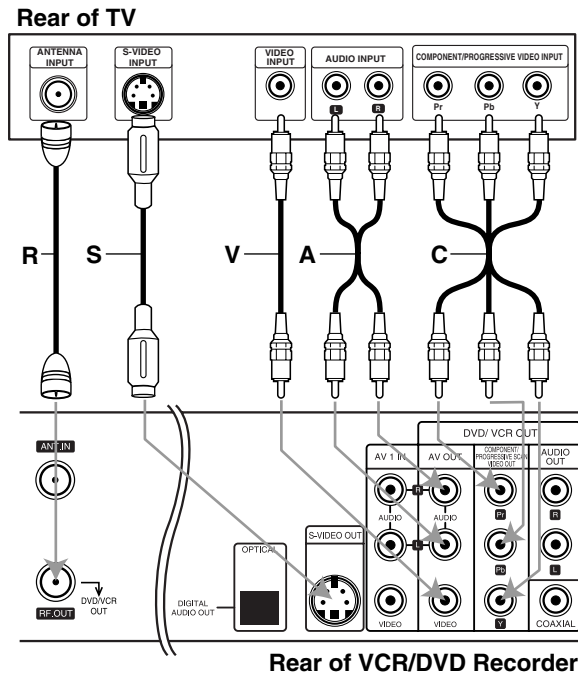 Rear of TV
ANTENNA
INPUT
S-VIDEO
INPUT
VIDEO
INPUT
AUDIO INPUT
COMPONENT/PROGRESSIVE VIDEO INPUT
L
R
Pr
Pb
Y
R
S
V
A
C
DVD/ VCR OUT
ANT.IN
AV 1 IN
AV OUT
COMPONENT/
PROGRESSIVE SCAN
VIDEO OUT
AUDIO
OUT
R
AUDIO
AUDIO
Pr
R
S-VIDEO OUT
L
OPTICAL
Pb
L
RF.OUT
DVD/VCR
OUT
DIGITAL
AUDIO OUT
VIDEO
VIDEO
Y
COAXIAL
Rear of VCR/DVD Recorder